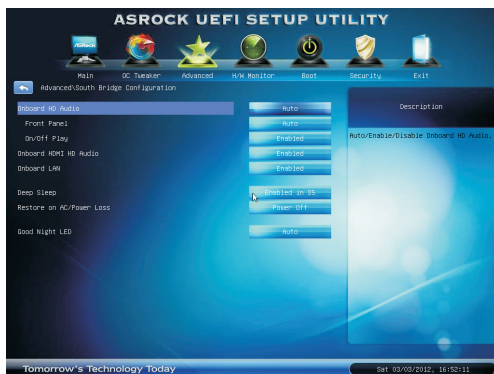 ASROCK UEFI SETUP UTILITY
ASRock
Main OC Tweaker Advanced H/W Monitor Boot Security Exit
Advanced\South Bridge Configuration
Description
Auto/Enable/Disable Onboard HD Audio.
Onboard HD Audio Auto
Front Panel Auto
On/Off Play Enabled
Onboard HDMI HD Audio Enabled
Onboard LAN Enabled
Deep Sleep Enabled in S5
Restore on AC/Power Loss Power Off
Good Night LED Auto
Tomorrow's Technology Today
Sat 03/03/2012, 16:52:11